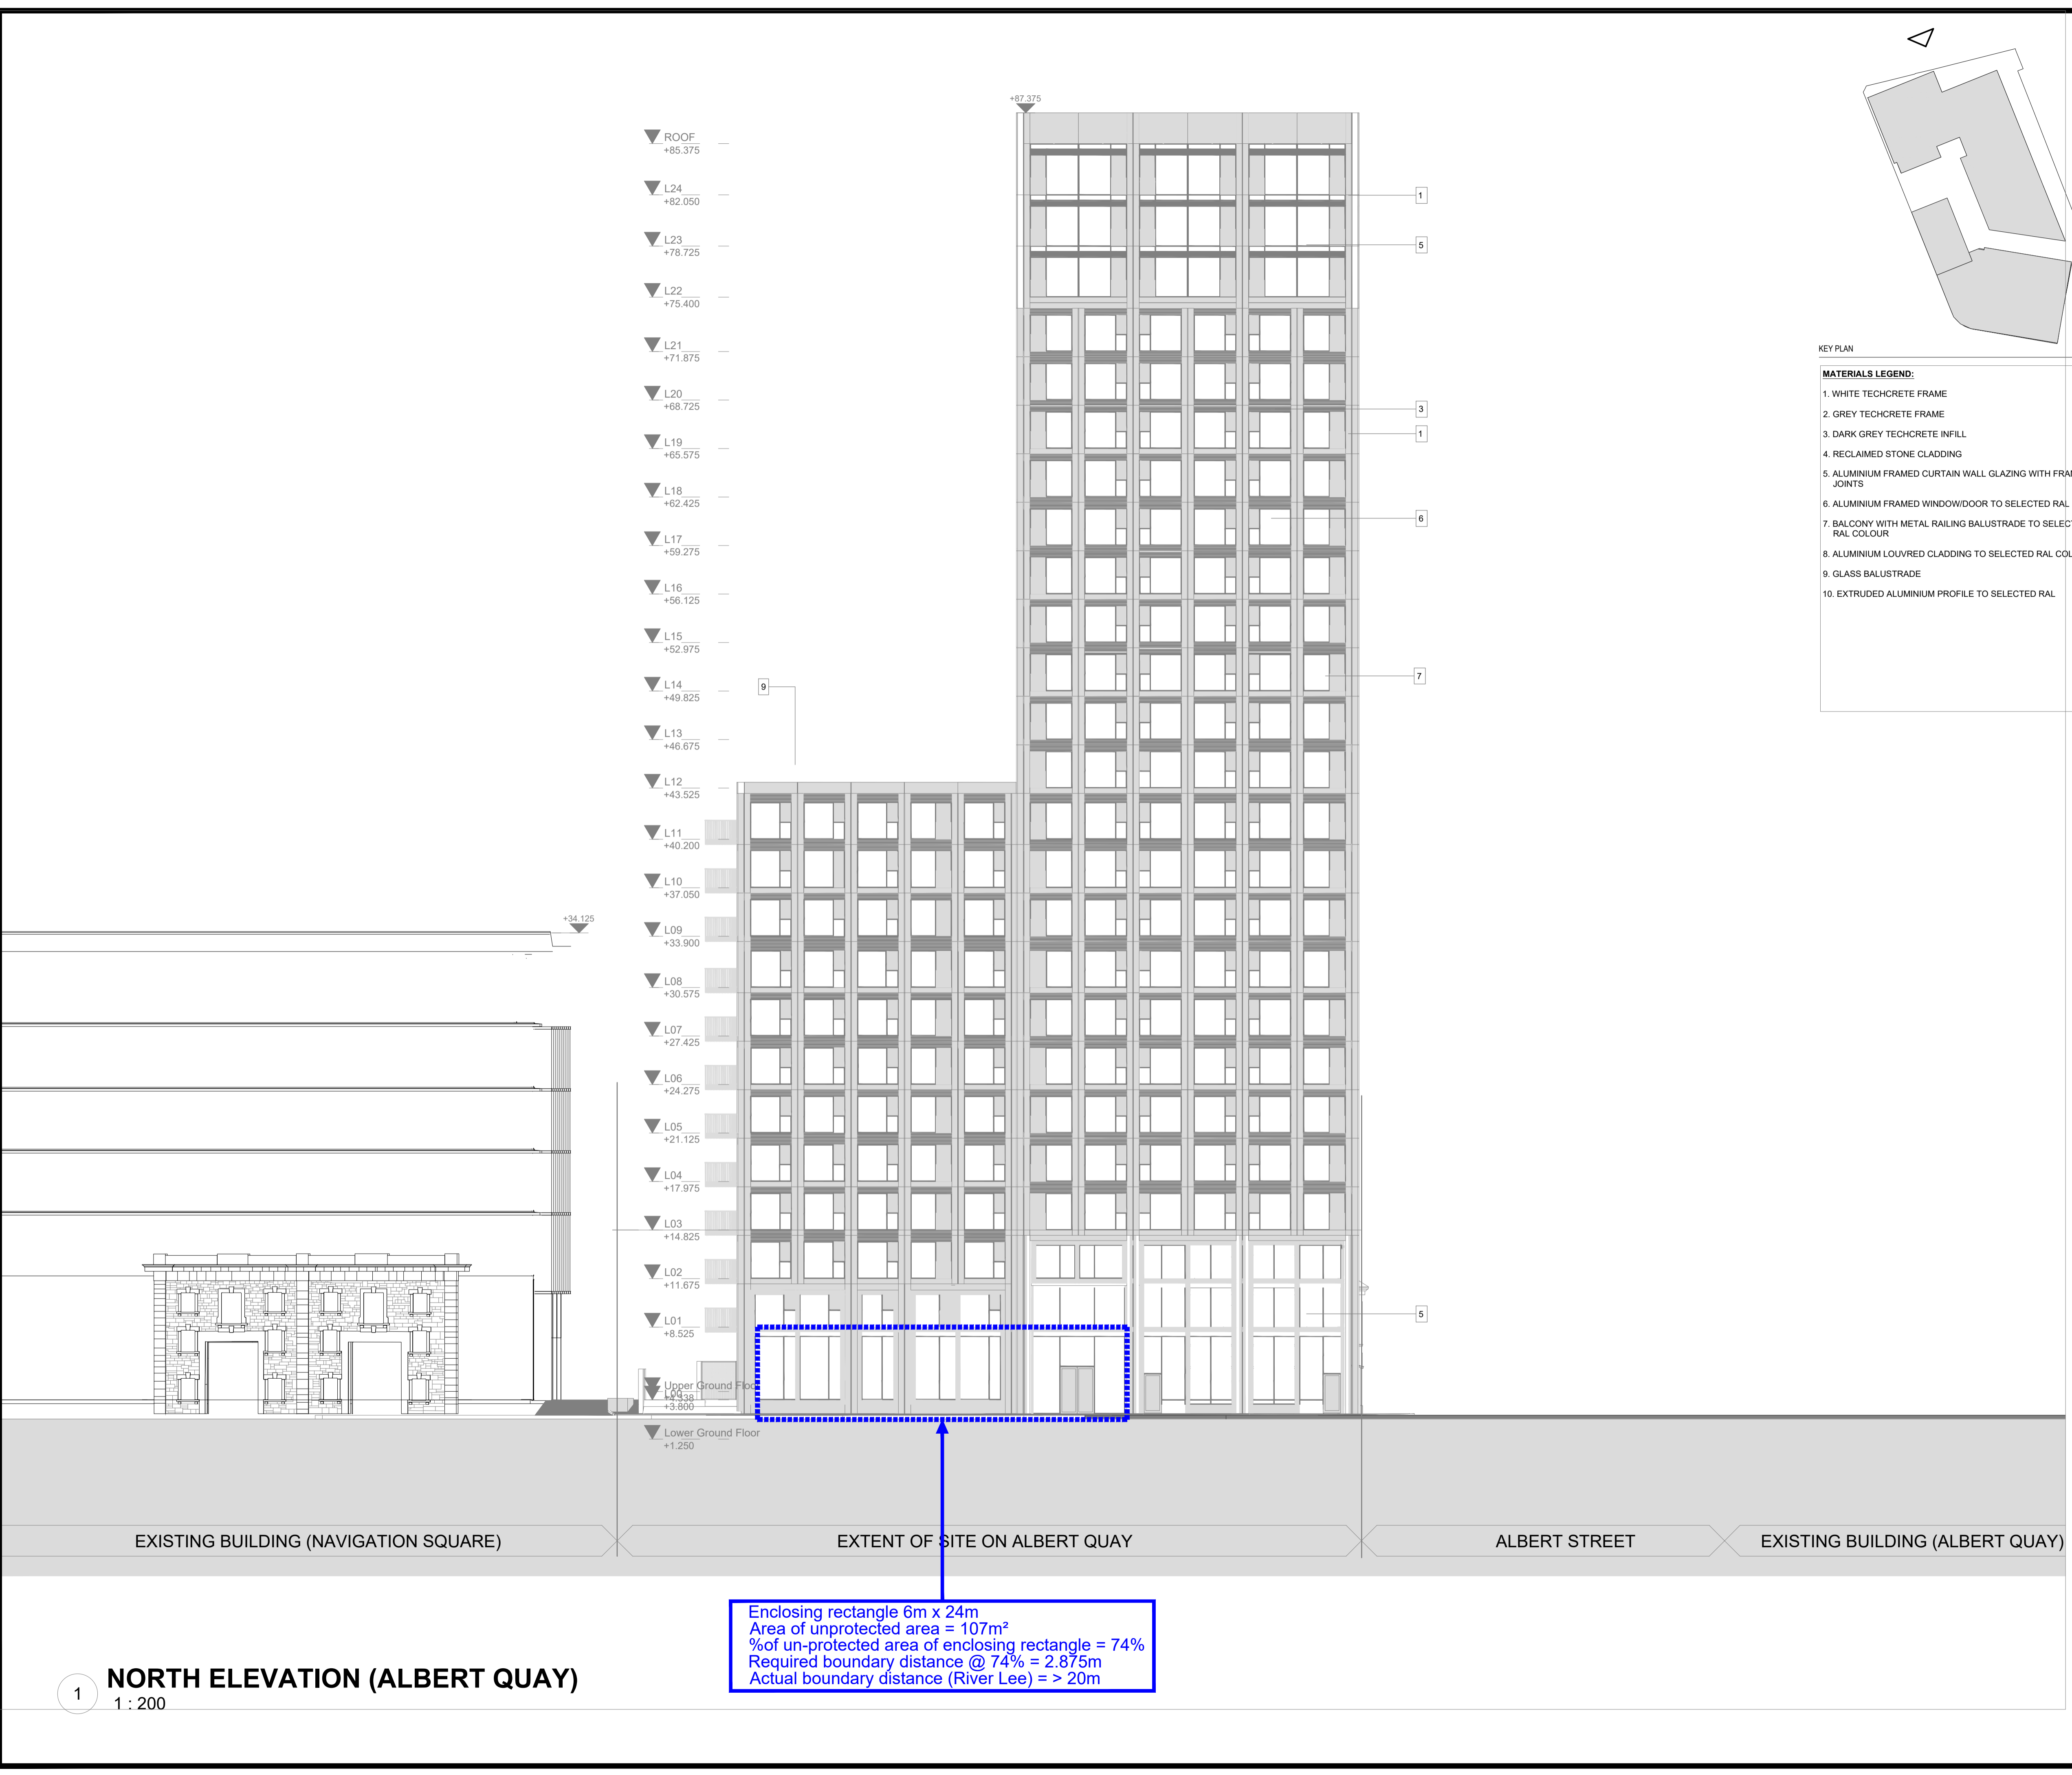 +87.375
ROOF
+85.375
L24
+82.050
L23
+78.725
L22
+75.400
L21
+71.875
L20
+68.725
L19
+65.575
L18
+62.425
L17
+59.275
L16
+56.125
L15
+52.975
L14
+49.825
L13
+46.675
L12
+43.525
L11
+40.200
L10
+37.050
L09
+33.900
L08
+30.575
L07
+27.425
L06
+24.275
L05
+21.125
L04
+17.975
L03
+14.825
L02
+11.675
L01
+8.525
Upper Ground Floo
L00
+4.338
+3.800
Lower Ground Floor
+1.250
+34.125
9
1
5
3
1
6
7
5
KEY PLAN
MATERIALS LEGEND:
1. WHITE TECHCRETE FRAME
2. GREY TECHCRETE FRAME
3. DARK GREY TECHCRETE INFILL
4. RECLAIMED STONE CLADDING
5. ALUMINIUM FRAMED CURTAIN WALL GLAZING WITH FRA
JOINTS
6. ALUMINIUM FRAMED WINDOW/DOOR TO SELECTED RAL
7. BALCONY WITH METAL RAILING BALUSTRADE TO SELEC
RAL COLOUR
8. ALUMINIUM LOUVRED CLADDING TO SELECTED RAL COL
9. GLASS BALUSTRADE
10. EXTRUDED ALUMINIUM PROFILE TO SELECTED RAL
EXISTING BUILDING (NAVIGATION SQUARE)
EXTENT OF SITE ON ALBERT QUAY
ALBERT STREET
EXISTING BUILDING (ALBERT QUAY)
Enclosing rectangle 6m x 24m
Area of unprotected area = 107m²
%of un-protected area of enclosing rectangle = 74%
Required boundary distance @ 74% = 2.875m
Actual boundary distance (River Lee) = > 20m
1
NORTH ELEVATION (ALBERT QUAY)
1 : 200